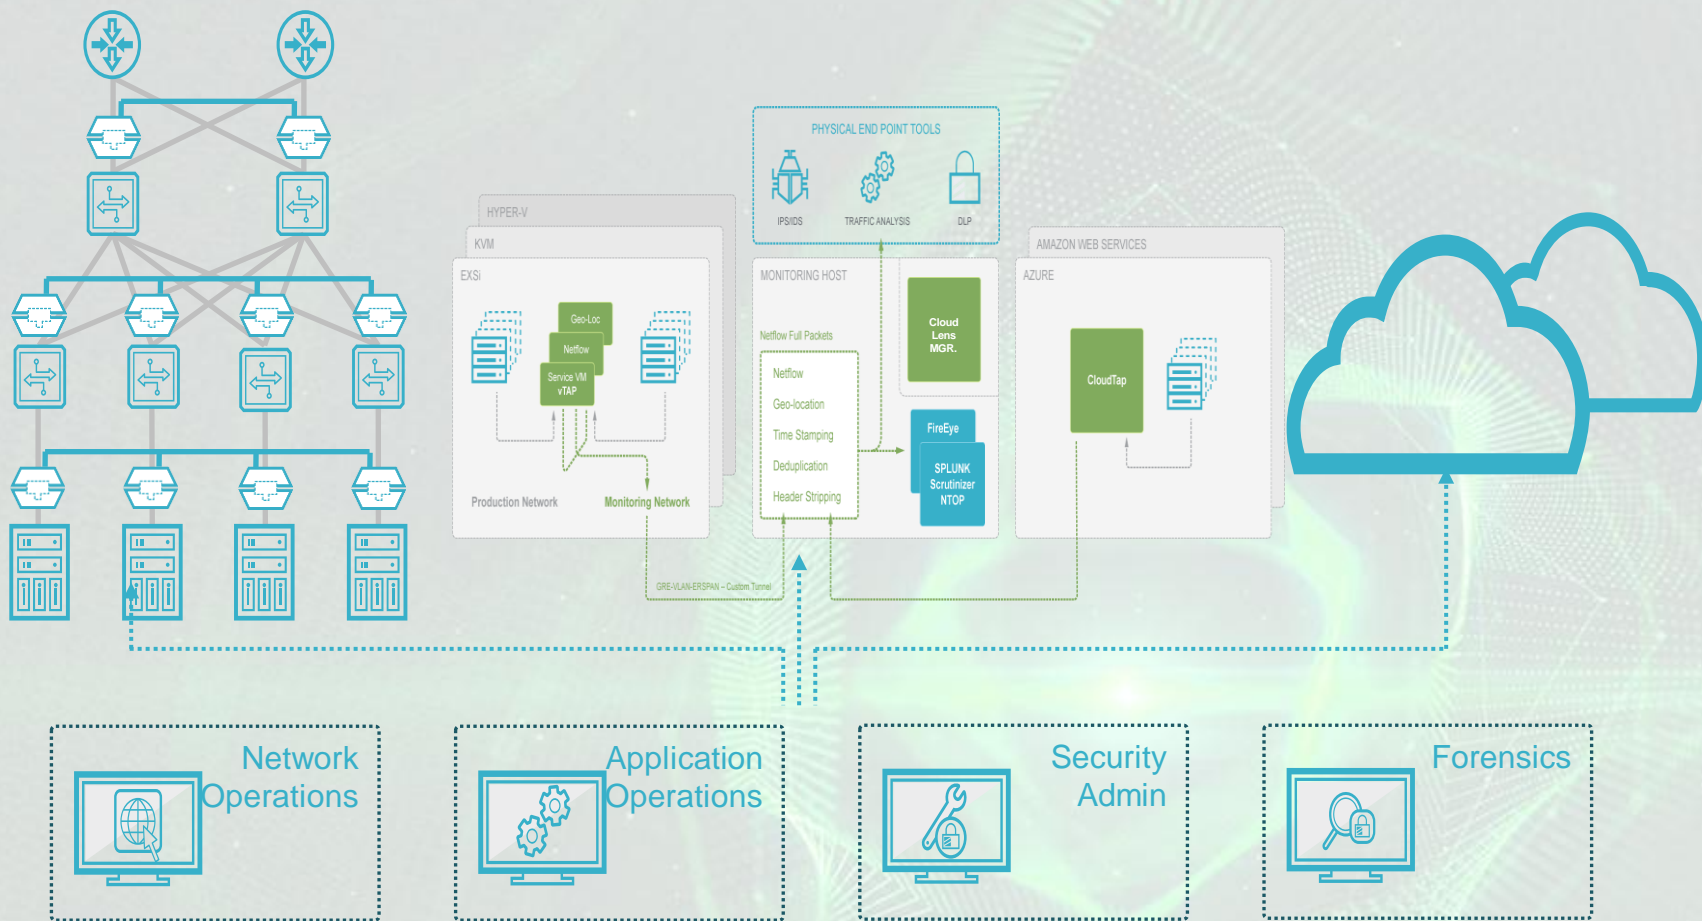 PHYSICAL END POINT TOOLS
IPS/IDS
TRAFFIC ANALYSIS
DLP
HYPER-V
KVM
EXSi
Geo-Loc
Netflow
Service VM
vTAP
Production Network
Monitoring Network
MONITORING HOST
Netflow Full Packets
Netflow
Geo-location
Time Stamping
Deduplication
Header Stripping
Cloud
Lens
MGR.
FireEye
SPLUNK
Scrutinizer
NTOP
AMAZON WEB SERVICES
AZURE
CloudTap
GRE-VLAN-ERSPAN – Custom Tunnel
Network
Operations
Application
Operations
Security
Admin
Forensics